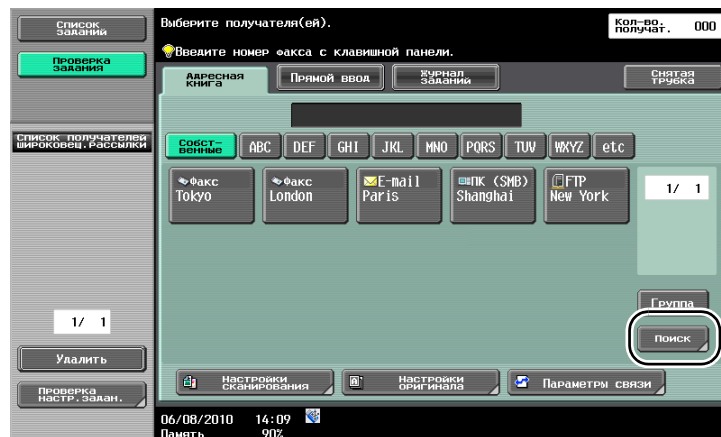 Список
заданий
Проверка
задания
Список получателей
широковещ.рассылки
1/ 1
Удалить
Проверка
настр.задан.
Выберите получателя(ей).
Введите номер факса с клавишной панели.
Кол-во.
получат. 000
Адресная
книга
Прямой ввод
Журнал
заданий
Снятая
трубка
Собст-
венные
ABC
DEF
GHI
JKL
MNO
PQRS
TUV
WXYZ
etc
Факс
Tokyo
Факс
London
E-mail
Paris
ПК (SMB)
Shanghai
FTP
New York
1/ 1
Группа
Поиск
Настройки
сканирования
Настройки
оригинала
Параметры связи
06/08/2010 14:09
Память 90%